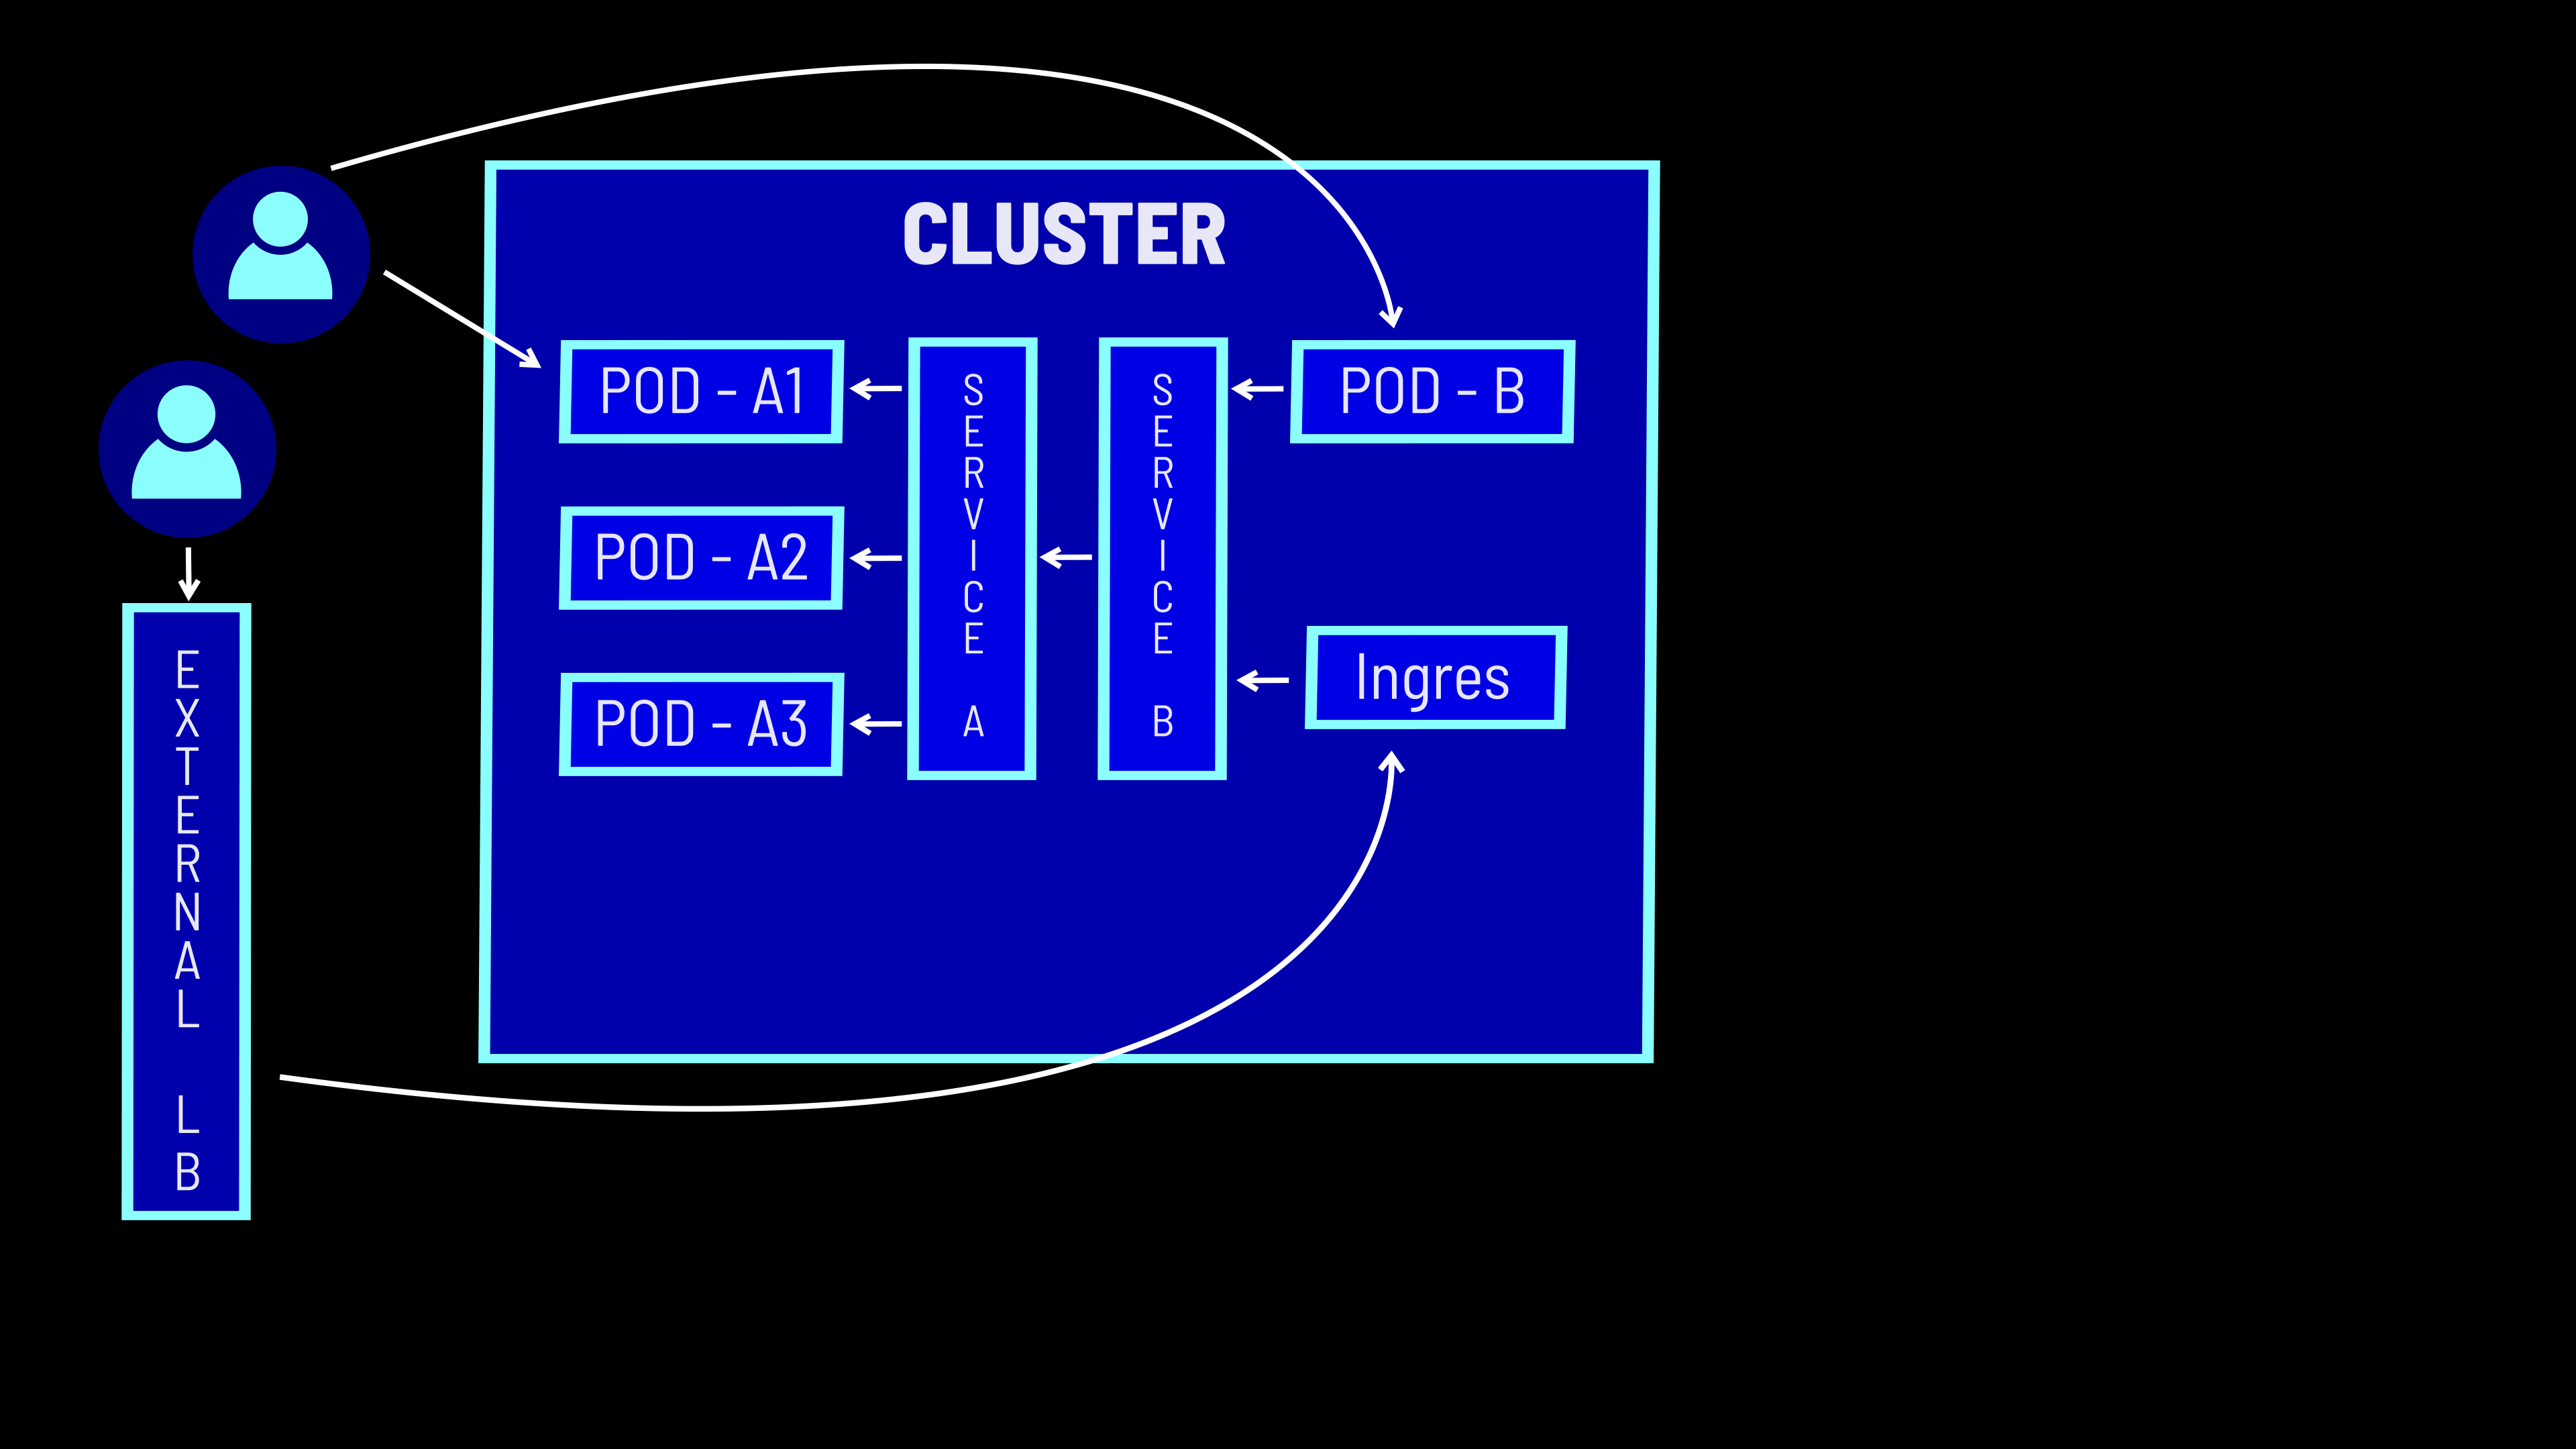 CLUSTER
POD - A1
POD - A2
POD - A3
SERVICE A
SERVICE B
POD - B
Ingres
EXTERNAL LB